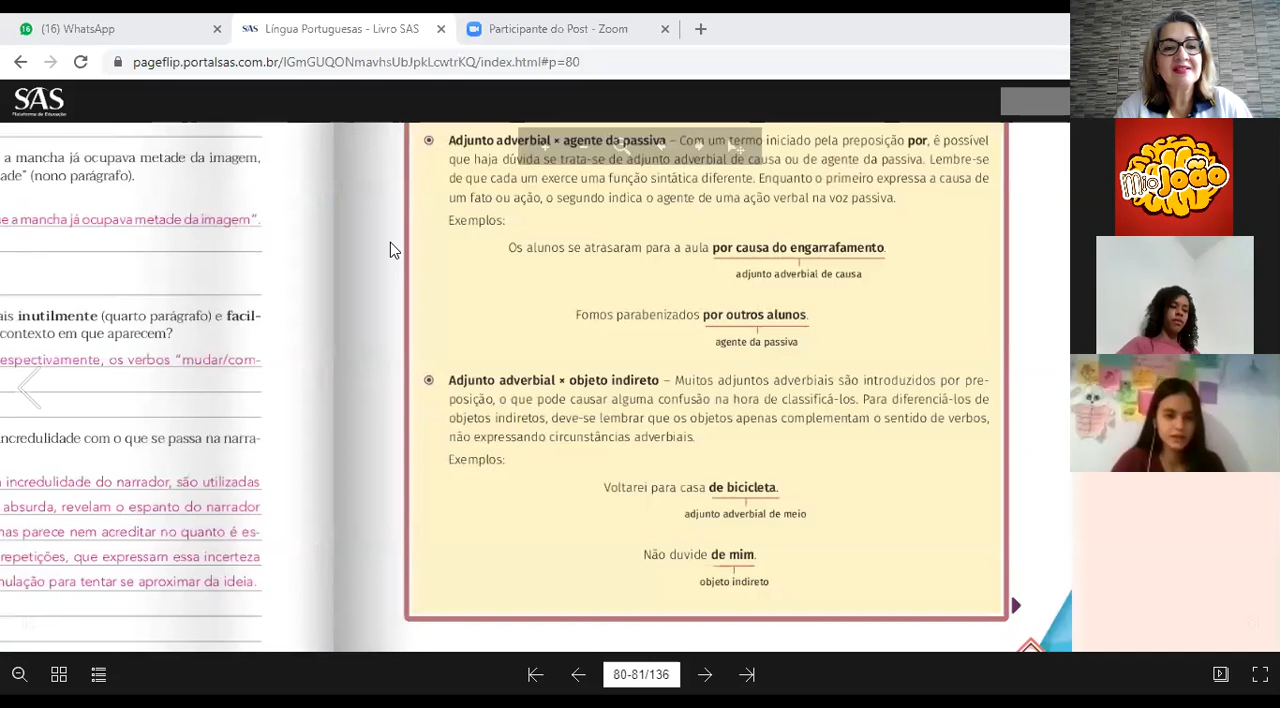 (16) WhatsApp
SAS Língua Portuguesas - Livro SAS
Participante do Post - Zoom
pageflip.portalsas.com.br/IGmGUQONmavhsUbJpkLcwtrKQ/index.html#p=80
SAS
Plataforma de Educação
a mancha já ocupava metade da imagem,
ade" (nono parágrafo).
se a mancha já ocupava metade da imagem".
ais inutilmente (quarto parágrafo) e facil-
contexto em que aparecem?
espectivamente, os verbos "mudar/com-
ncredulidade com o que se passa na narra-
a incredulidade do narrador, são utilizadas
absurda, revelam o espanto do narrador
mas parece nem acreditar no quanto é es-
repetições, que expressam essa incerteza
mulação para tentar se aproximar da ideia.
Adjunto adverbial × agente da passiva – Com um termo iniciado pela preposição por, é possível
que haja dúvida se trata-se de adjunto adverbial de causa ou de agente da passiva. Lembre-se
de que cada um exerce uma função sintática diferente. Enquanto o primeiro expressa a causa de
um fato ou ação, o segundo indica o agente de uma ação verbal na voz passiva.
Exemplos:
Os alunos se atrasaram para a aula por causa do engarrafamento.
adjunto adverbial de causa
Fomos parabenizados por outros alunos.
agente da passiva
Adjunto adverbial × objeto indireto – Muitos adjuntos adverbiais são introduzidos por pre-
posição, o que pode causar alguma confusão na hora de classificá-los. Para diferenciá-los de
objetos indiretos, deve-se lembrar que os objetos apenas complementam o sentido de verbos,
não expressando circunstâncias adverbiais.
Exemplos:
Voltarei para casa de bicicleta.
adjunto adverbial de meio
Não duvide de mim.
objeto indireto
80-81/136
Mio João